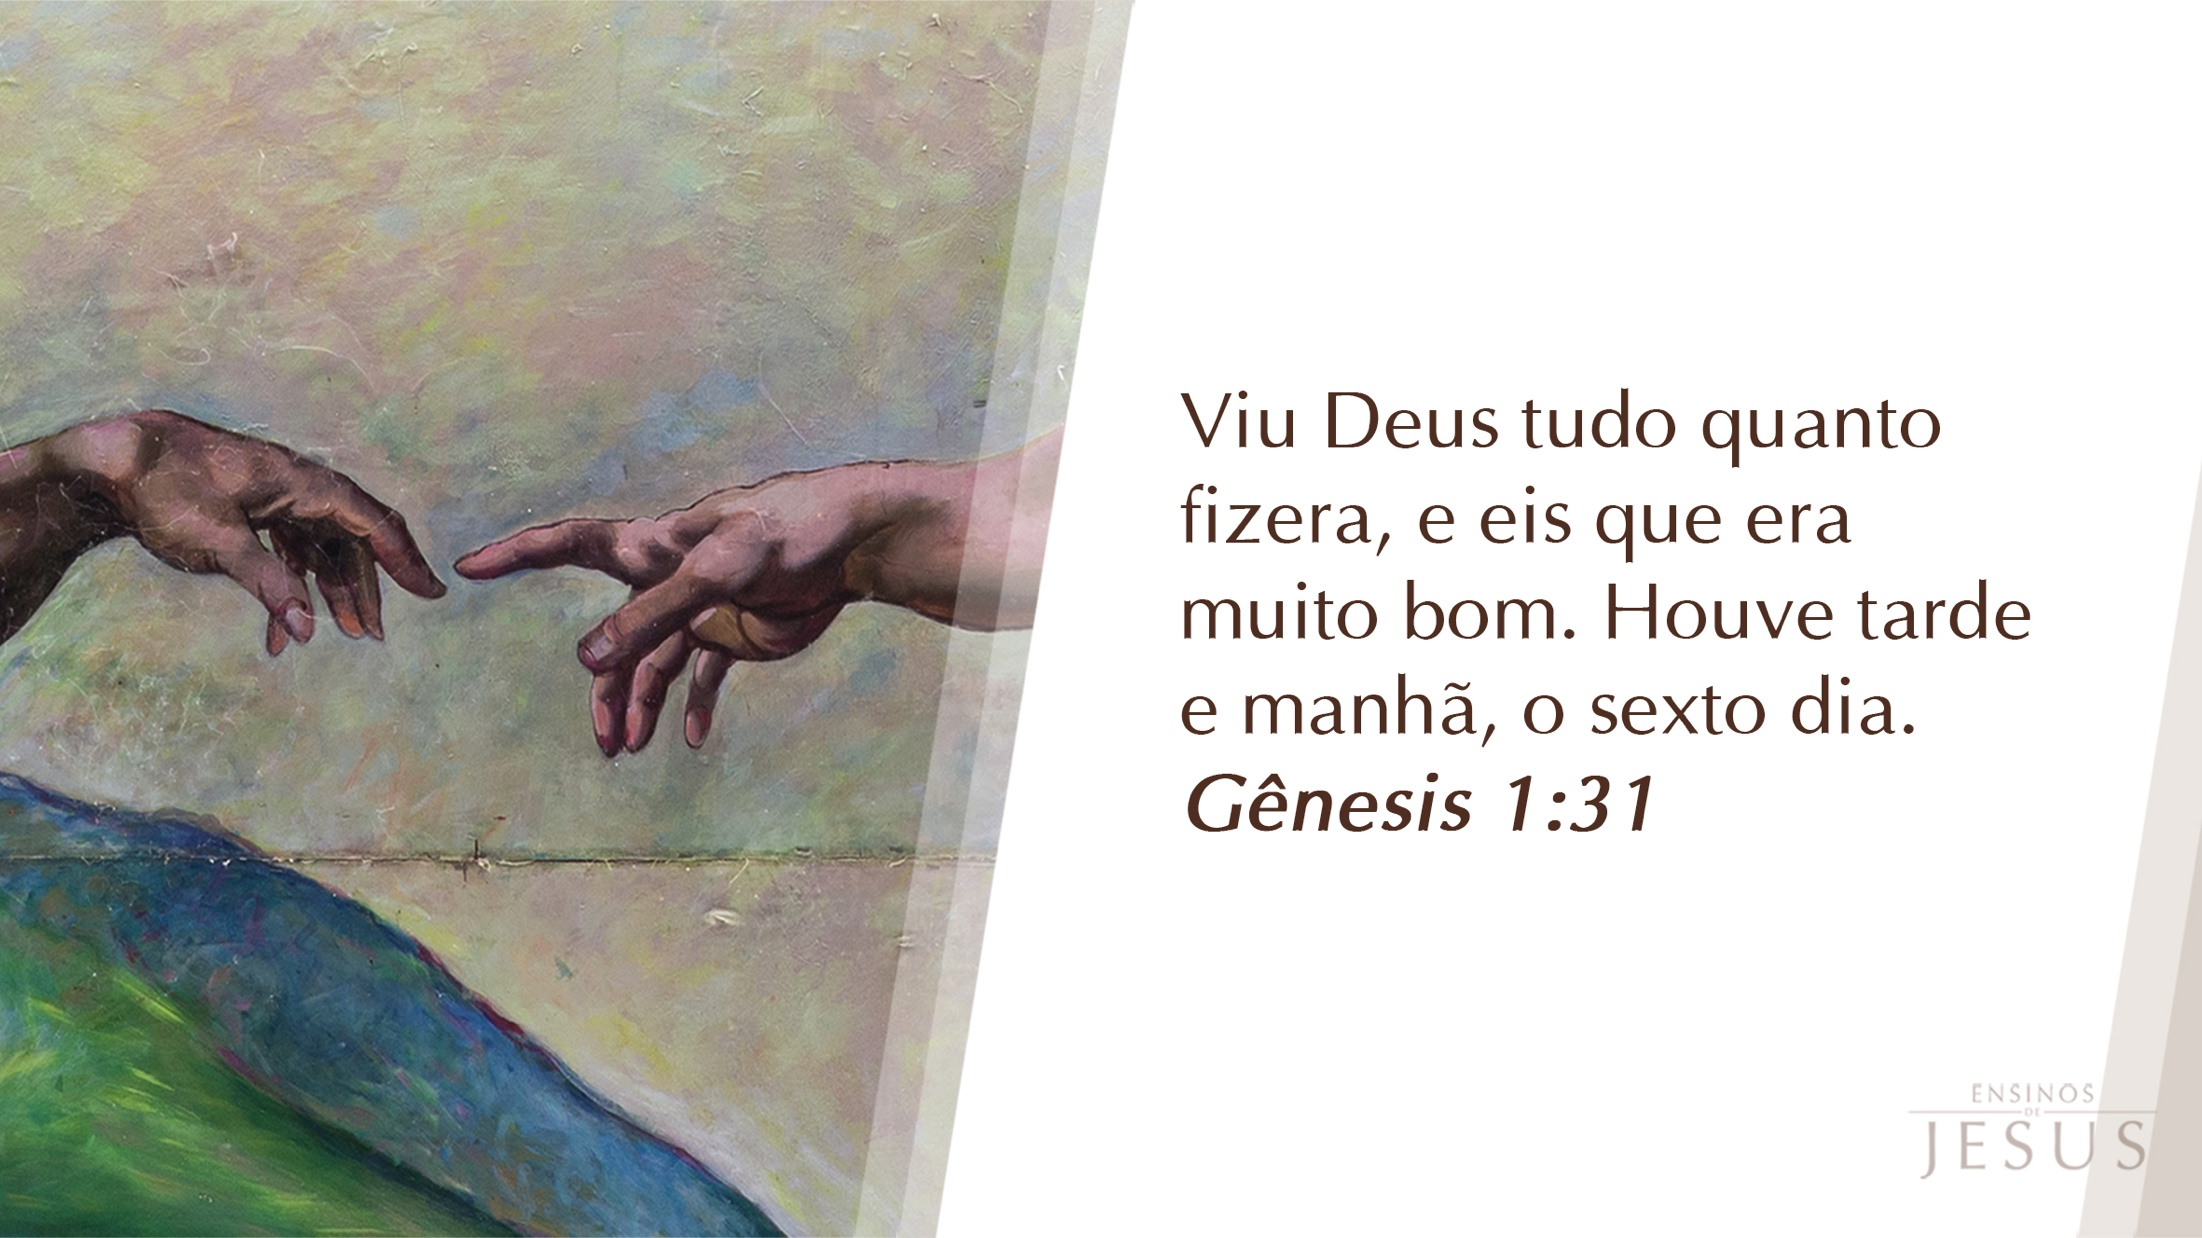 Viu Deus tudo quanto
fizera, e eis que era
muito bom. Houve tarde
e manhã, o sexto dia.
Gênesis 1:31
ENSINOS
DE
JESUS